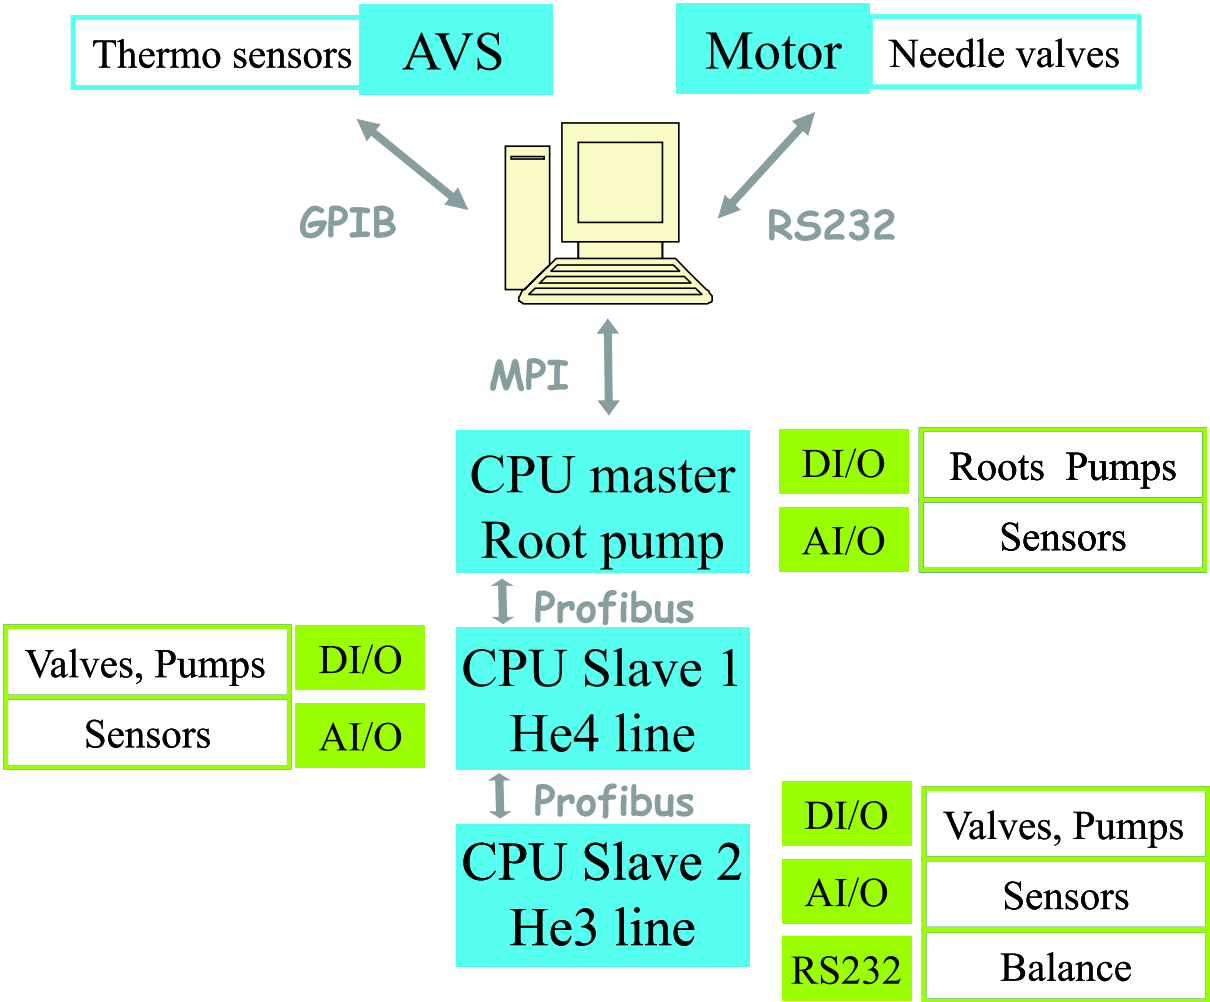 Thermo sensors
AVS
Motor
Needle valves
GPIB
RS232
MPI
CPU master
Root pump
DI/O
Roots Pumps
AI/O
Sensors
Profibus
Valves, Pumps
DI/O
Sensors
AI/O
CPU Slave 1
He4 line
Profibus
CPU Slave 2
He3 line
DI/O
Valves, Pumps
AI/O
Sensors
RS232
Balance